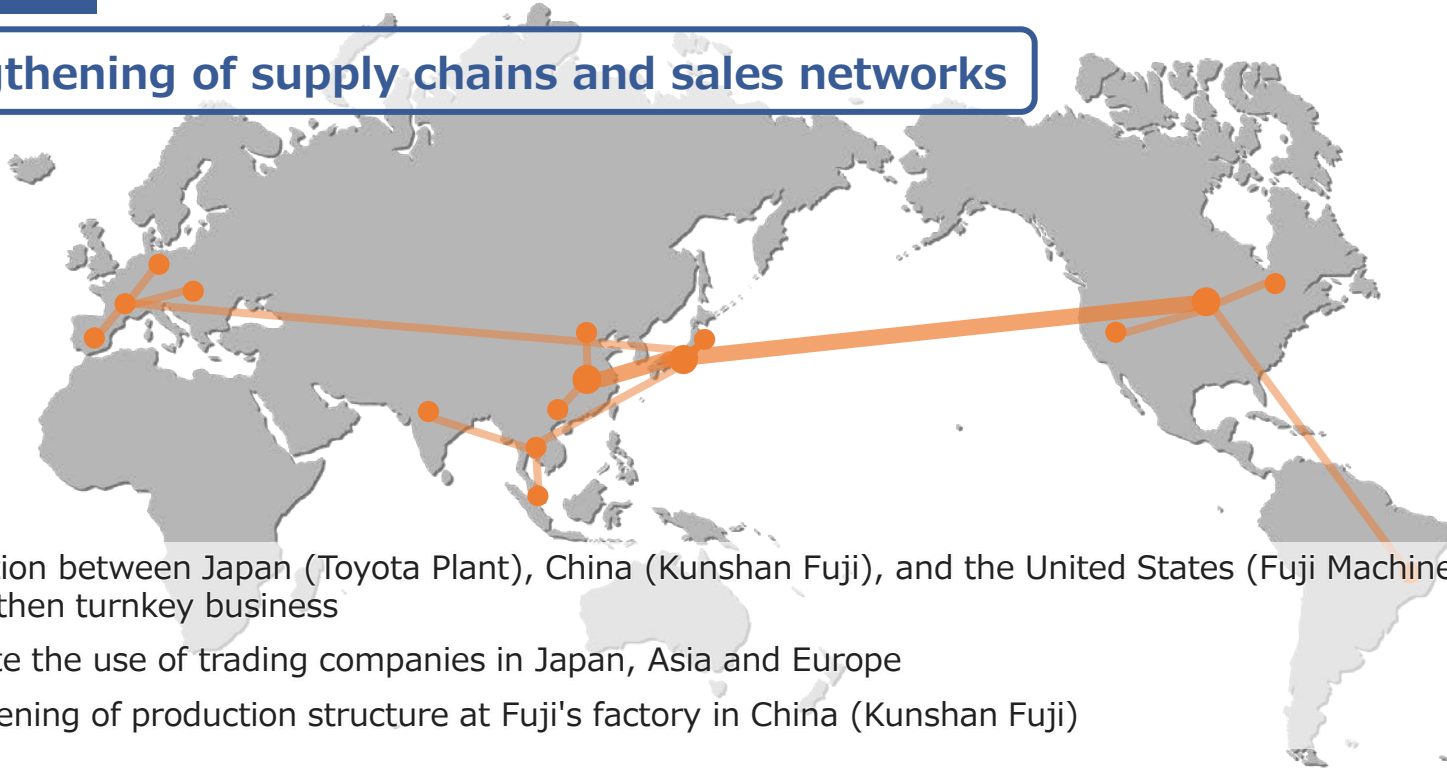 gthening of supply chains and sales networks
tion between Japan (Toyota Plant), China (Kunshan Fuji), and the United States (Fuji Machine
then turnkey business
te the use of trading companies in Japan, Asia and Europe
ening of production structure at Fuji's factory in China (Kunshan Fuji)